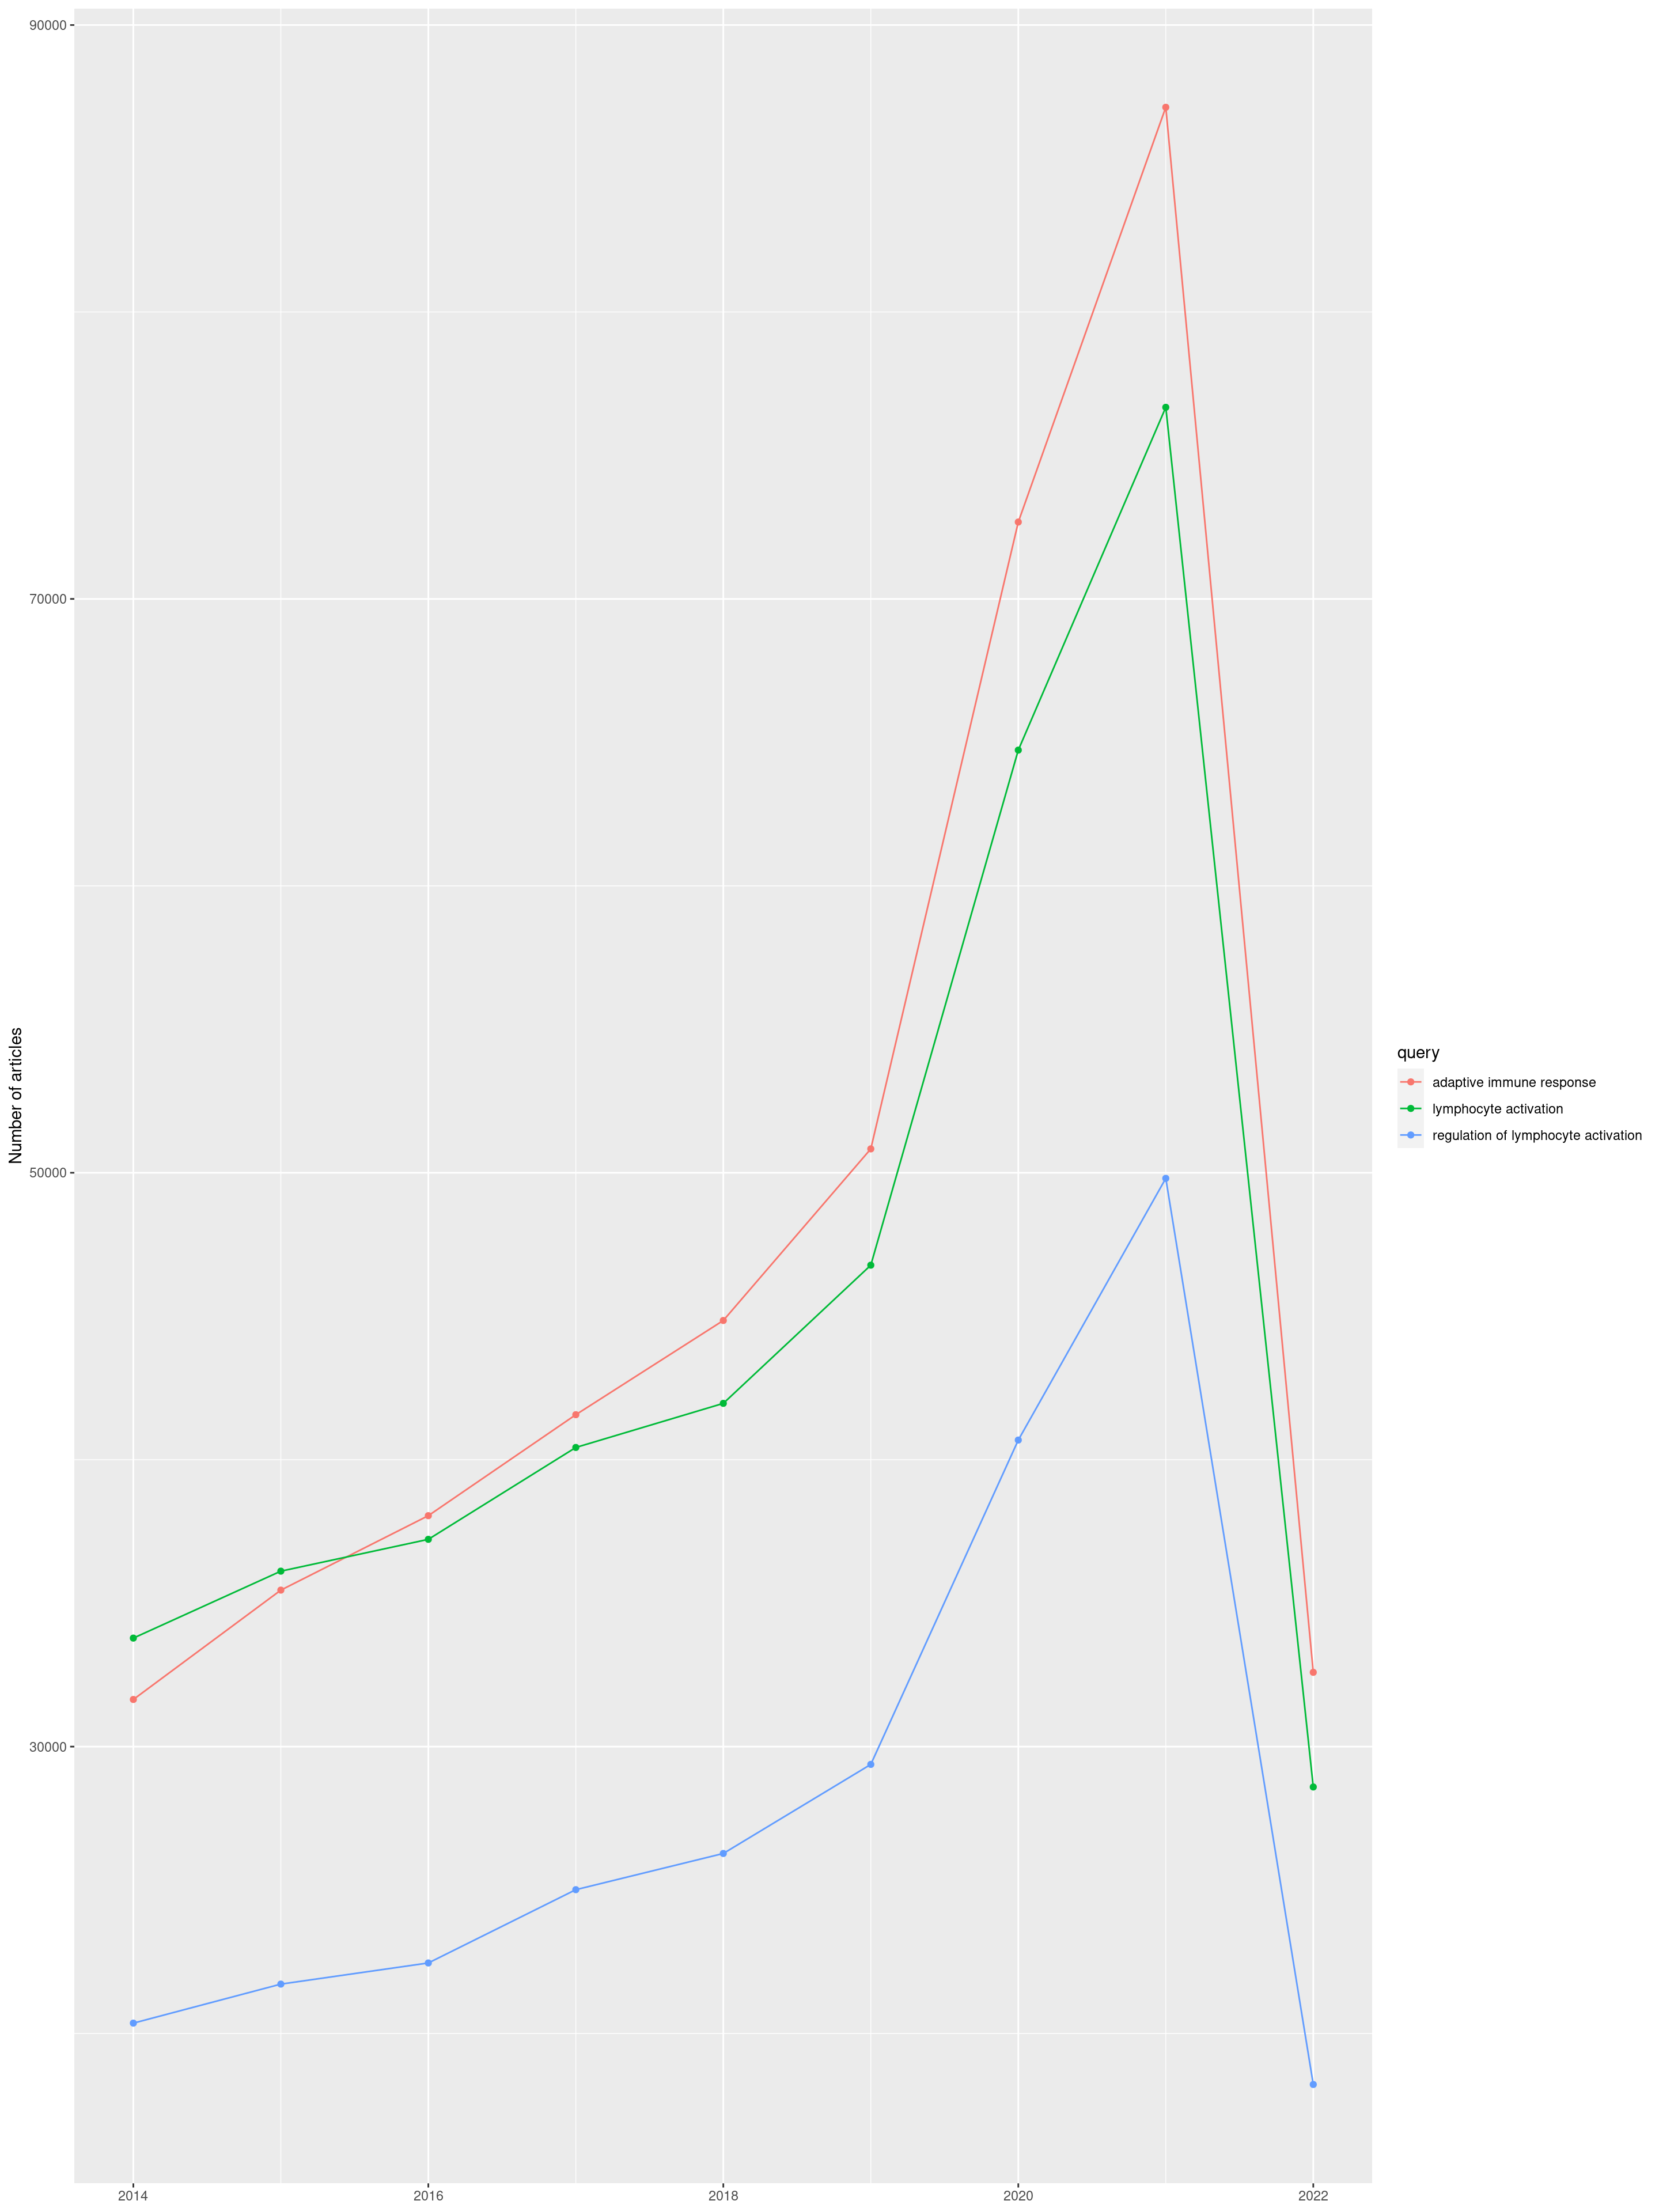 90000
70000
50000
30000
Number of articles
2014
2016
2018
2020
2022
query
adaptive immune response
lymphocyte activation
regulation of lymphocyte activation